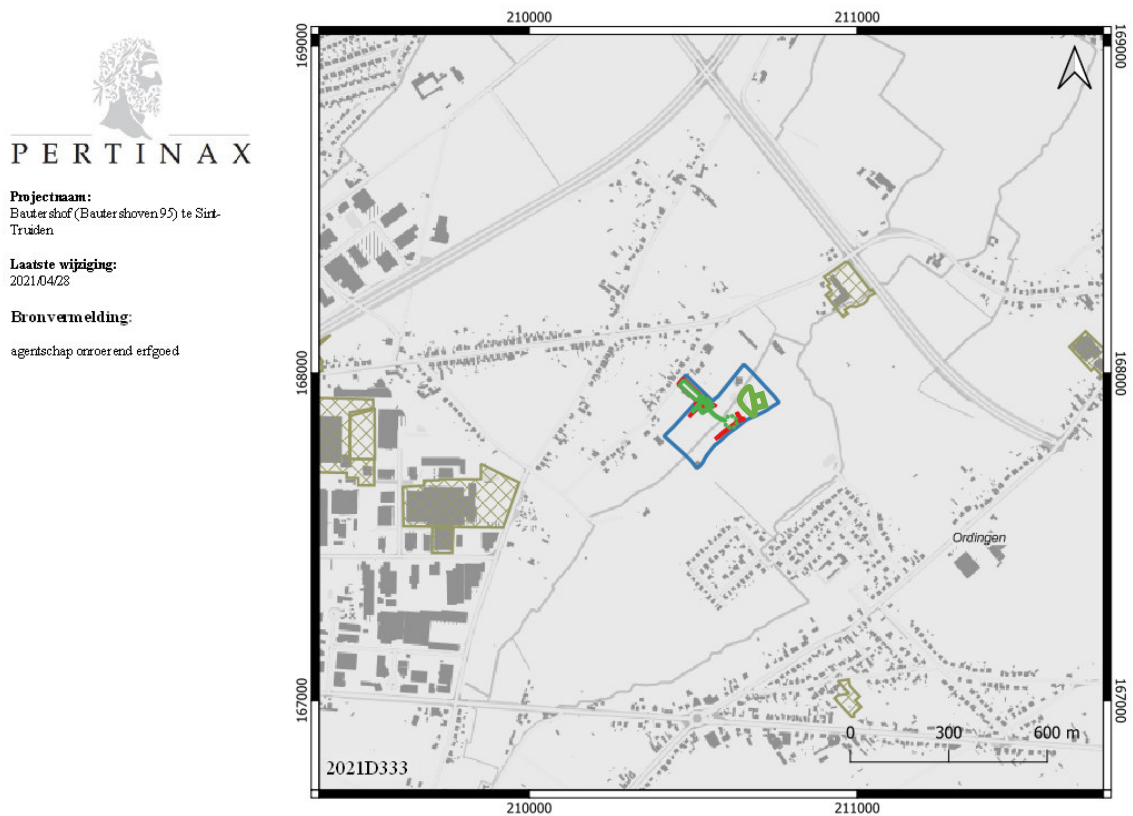 PERTINAX
Projectnaam:
Bautershof (Bautershoven 95) te Sint-
Truiden
Laatste wijziging:
2021/04/28
Bronvermelding:
agentschap onroerend erfgoed
210000
211000
169000
169000
168000
168000
Ordingen
167000
167000
0 300 600 m
2021D333
210000
211000